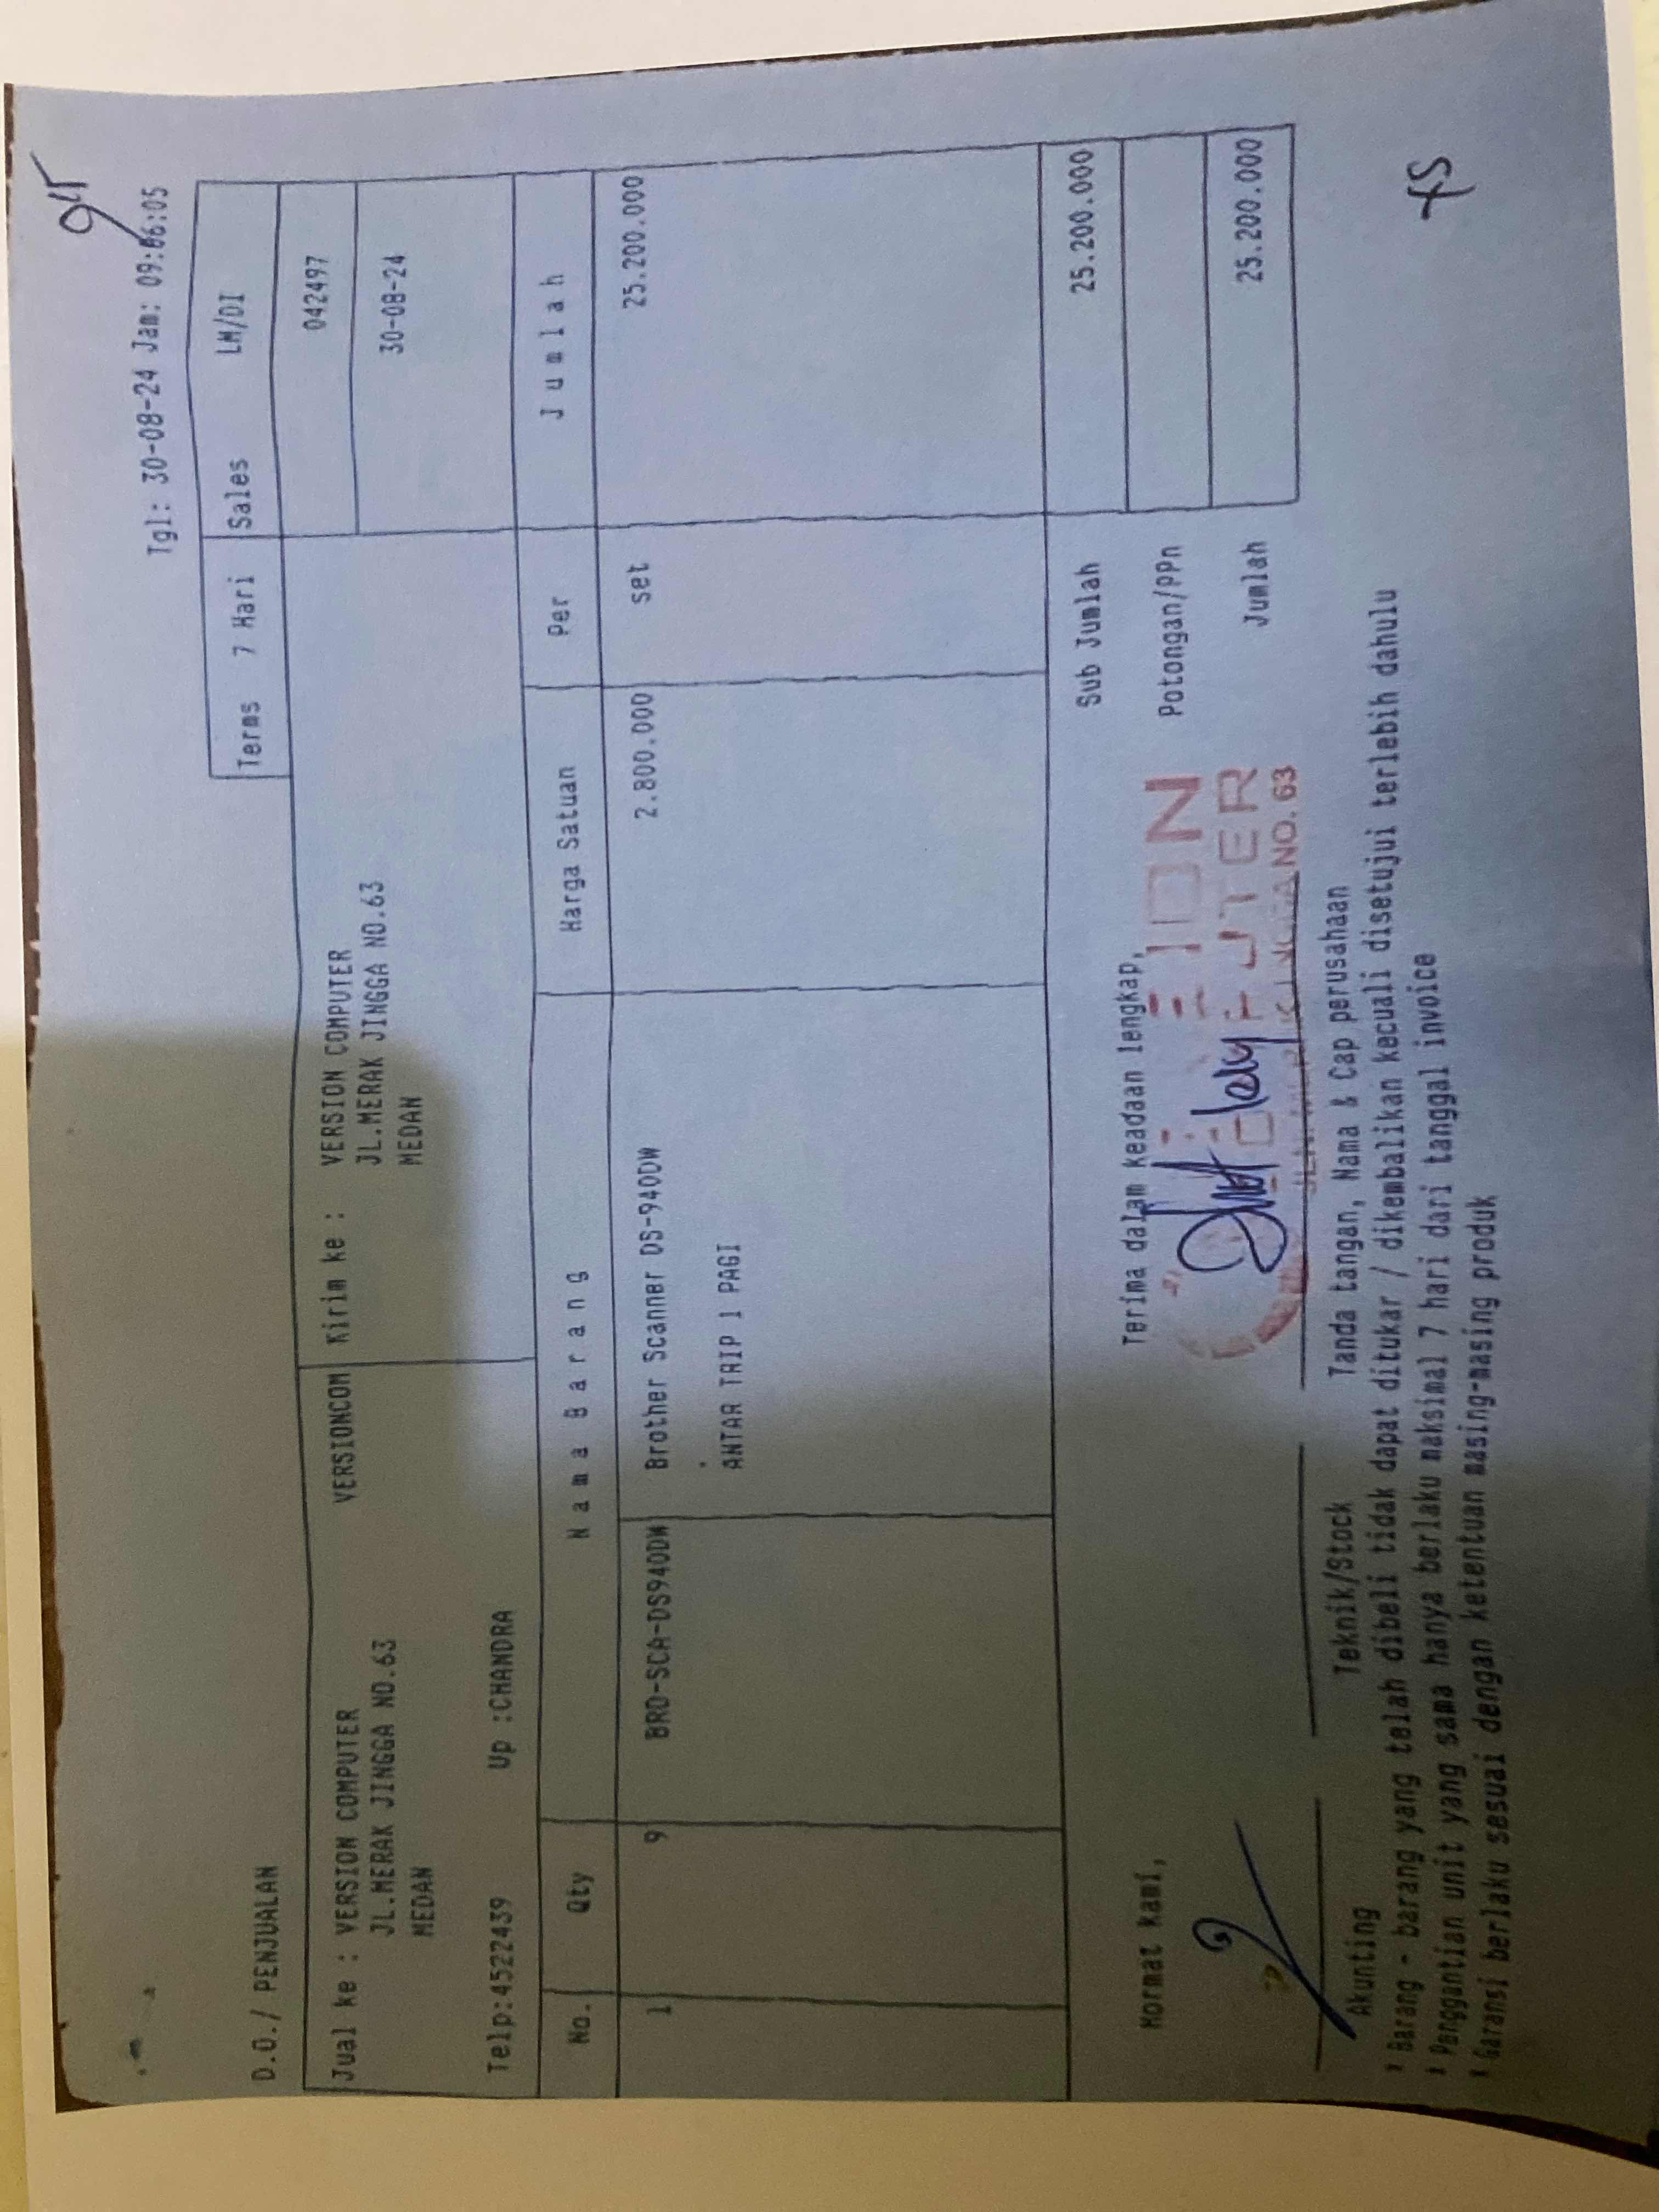 Tgl: 30-08-24 Jam: 09:06:05
D.O./ PENJUALAN
Terms 7 Hari Sales LM/DI
Jual ke : VERSION COMPUTER VERSIONCOM Kirim ke : VERSION COMPUTER 042497
JL.MERAK JINGGA NO.63 JL.MERAK JINGGA NO.63
MEDAN MEDAN 30-08-24
Telp:4522439 Up :CHANDRA
No. Qty Nama Barang Harga Satuan Per Jumlah
1 9 BRO-SCA-DS940DW Brother Scanner DS-940DW 2.800.000 set 25.200.000
ANTAR TRIP 1 PAGI
Sub Jumlah 25.200.000
Hormat kami, Terima dalam keadaan lengkap,
Potongan/PPn
Jumlah 25.200.000
NO.63
Akunting Teknik/Stock Tanda tangan, Nama & Cap perusahaan
* Barang - barang yang telah dibeli tidak dapat ditukar / dikembalikan kecuali disetujui terlebih dahulu
* Penggantian unit yang sama hanya berlaku maksimal 7 hari dari tanggal invoice
* Garansi berlaku sesuai dengan ketentuan masing-masing produk